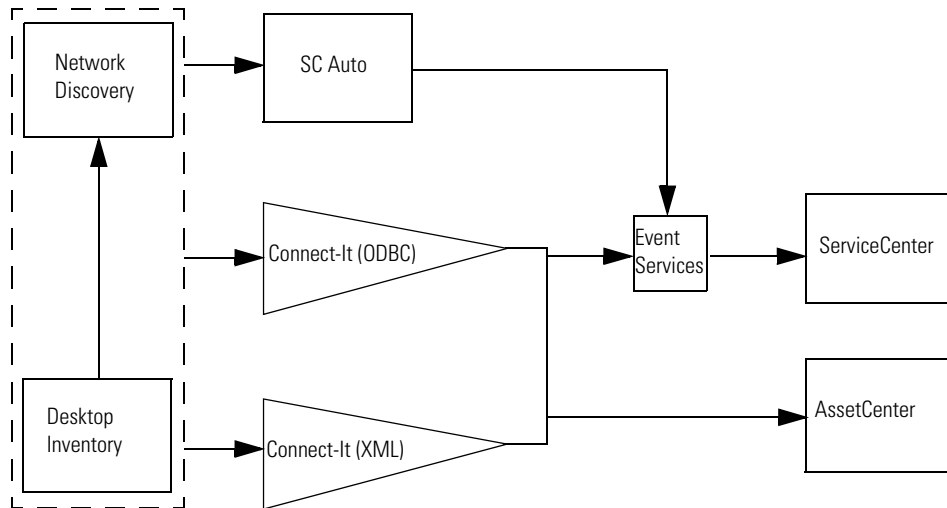 Network
Discovery
SC Auto
Connect-It (ODBC)
Event
Services
ServiceCenter
Desktop
Inventory
Connect-It (XML)
AssetCenter